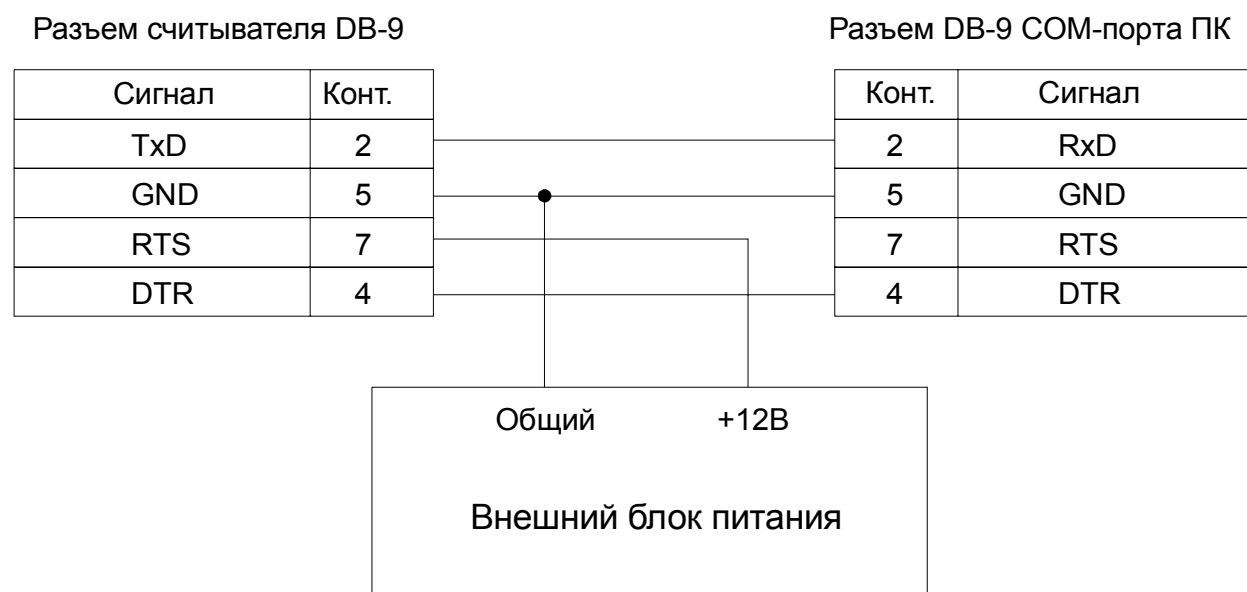 Разъем считывателя DB-9 Разъем DB-9 COM-порта ПК
Сигнал Конт. Конт. Сигнал
TxD 2 2 RxD
GND 5 5 GND
RTS 7 7 RTS
DTR 4 4 DTR
Общий +12В
Внешний блок питания